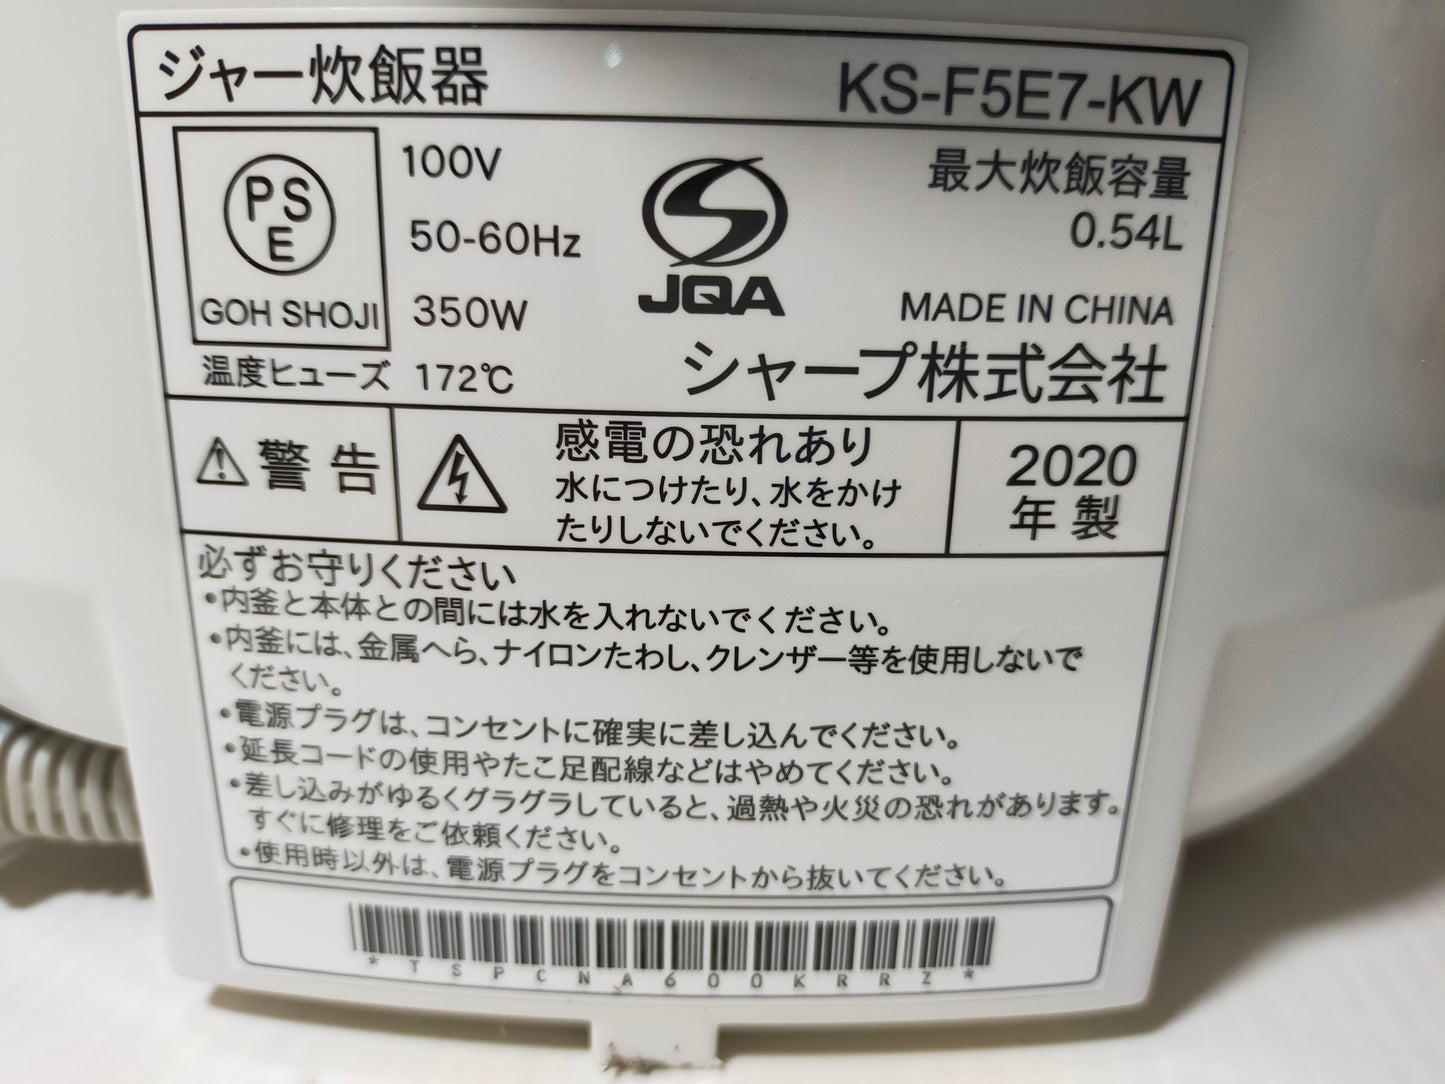 ジャー炊飯器
KS-F5E7-KW
PS
E
GOH SHOJI
100V
50-60Hz
350W
温度ヒューズ 172℃
JQA
最大炊飯容量
0.54L
MADE IN CHINA
シャープ株式会社
⚠警告
感電の恐れあり
水につけたり、水をかけ
たりしないでください。
2020
年製
必ずお守りください
•内釜と本体との間には水を入れないでください。
•内釜には、金属へら、ナイロンたわし、クレンザー等を使用しないで
ください。
•電源プラグは、コンセントに確実に差し込んでください。
•延長コードの使用やたこ足配線などはやめてください。
•差し込みがゆるくグラグラしていると、過熱や火災の恐れがあります。
すぐに修理をご依頼ください。
•使用時以外は、電源プラグをコンセントから抜いてください。
*TSPCNA600KRRZ*